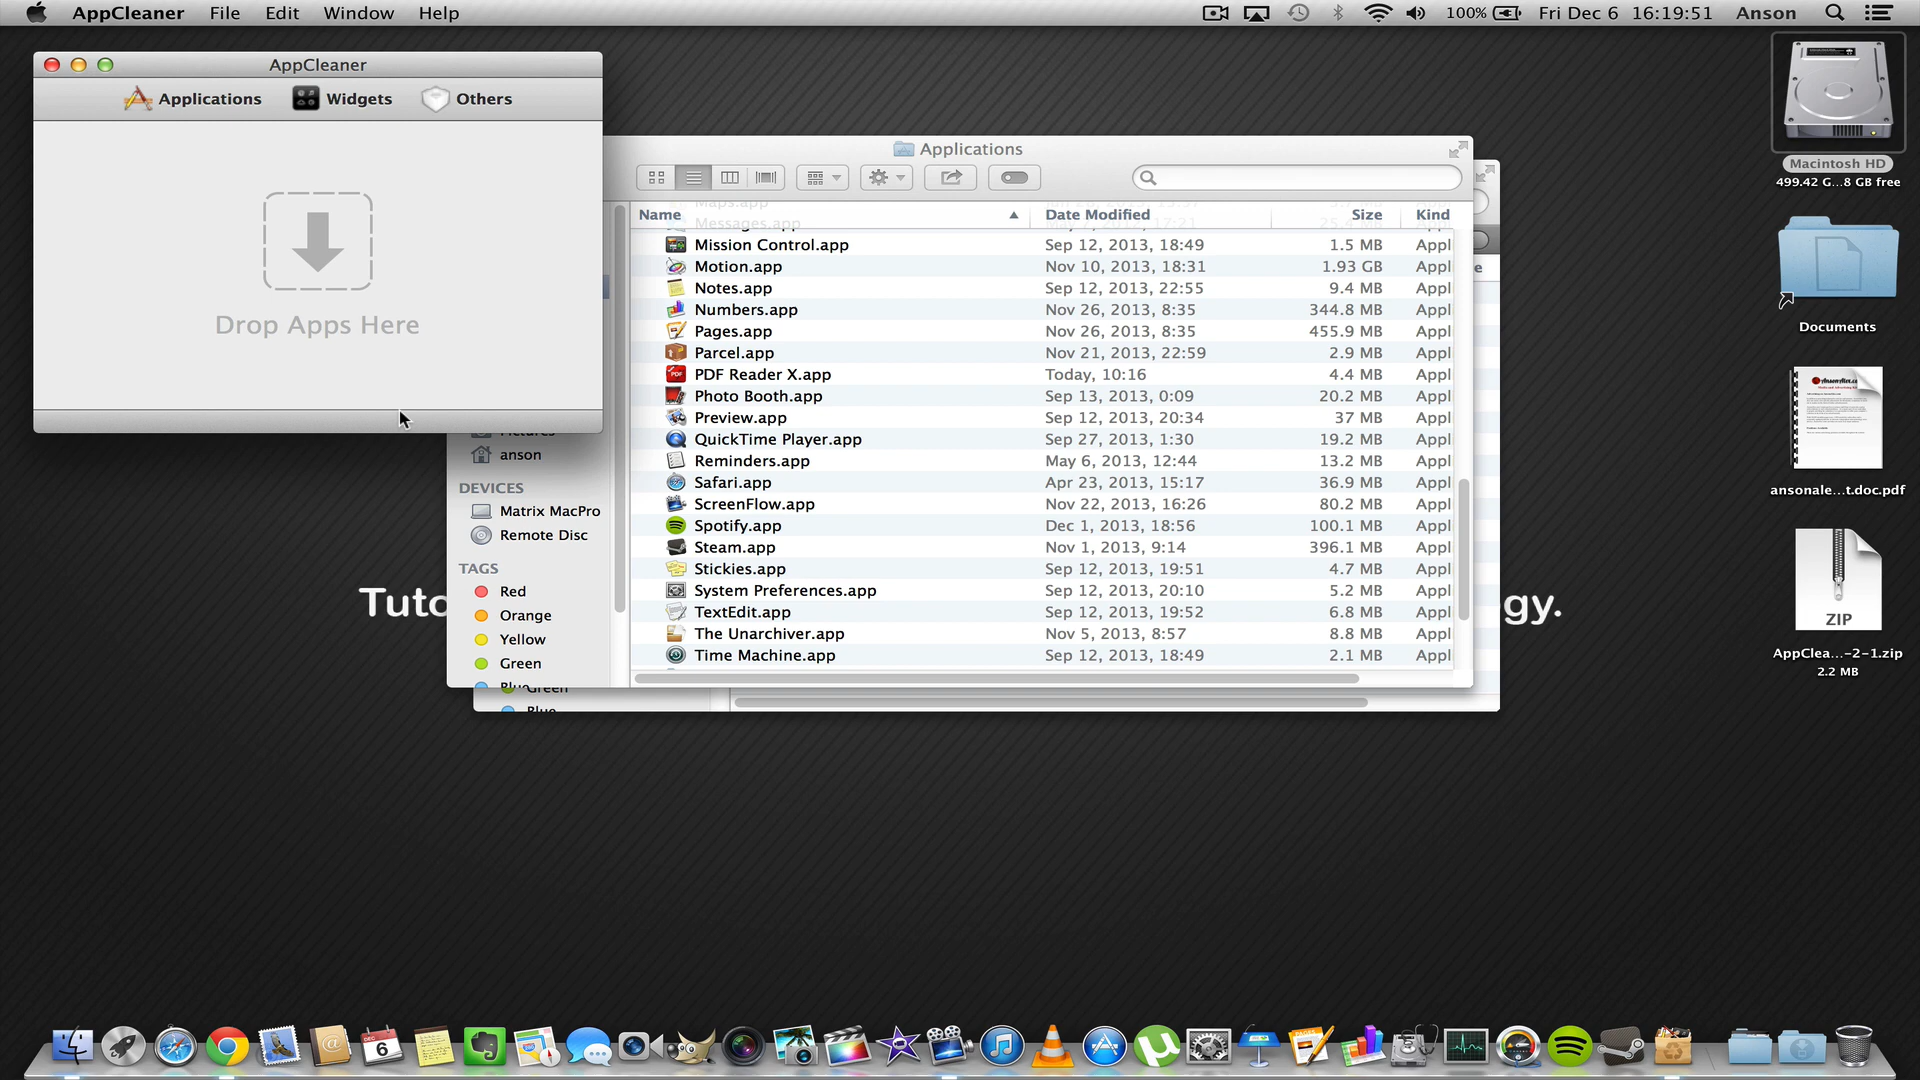 AppCleaner File Edit Window Help
100% Fri Dec 6 16:19:51 Anson
AppCleaner
Applications Widgets Others
Drop Apps Here
Applications
Name Date Modified Size Kind
Maps.app
Messages.app
Mission Control.app Sep 12, 2013, 18:49 1.5 MB Appl
Motion.app Nov 10, 2013, 18:31 1.93 GB Appl
Notes.app Sep 12, 2013, 22:55 9.4 MB Appl
Numbers.app Nov 26, 2013, 8:35 344.8 MB Appl
Pages.app Nov 26, 2013, 8:35 455.9 MB Appl
Parcel.app Nov 21, 2013, 22:59 2.9 MB Appl
PDF Reader X.app Today, 10:16 4.4 MB Appl
Photo Booth.app Sep 13, 2013, 0:09 20.2 MB Appl
Preview.app Sep 12, 2013, 20:34 37 MB Appl
QuickTime Player.app Sep 27, 2013, 1:30 19.2 MB Appl
Reminders.app May 6, 2013, 12:44 13.2 MB Appl
Safari.app Apr 23, 2013, 15:17 36.9 MB Appl
ScreenFlow.app Nov 22, 2013, 16:26 80.2 MB Appl
Spotify.app Dec 1, 2013, 18:56 100.1 MB Appl
Steam.app Nov 1, 2013, 9:14 396.1 MB Appl
Stickies.app Sep 12, 2013, 19:51 4.7 MB Appl
System Preferences.app Sep 12, 2013, 20:10 5.2 MB Appl
TextEdit.app Sep 12, 2013, 19:52 6.8 MB Appl
The Unarchiver.app Nov 5, 2013, 8:57 8.8 MB Appl
Time Machine.app Sep 12, 2013, 18:49 2.1 MB Appl
Pictures
anson
DEVICES
Matrix MacPro
Remote Disc
TAGS
Red
Orange
Yellow
Green
Blue
Green
Blue
e
Tuto
gy.
Macintosh HD
499.42 G...8 GB free
Documents
ansonale...t.doc.pdf
ZIP
AppClea...-2-1.zip
2.2 MB
DEC
6